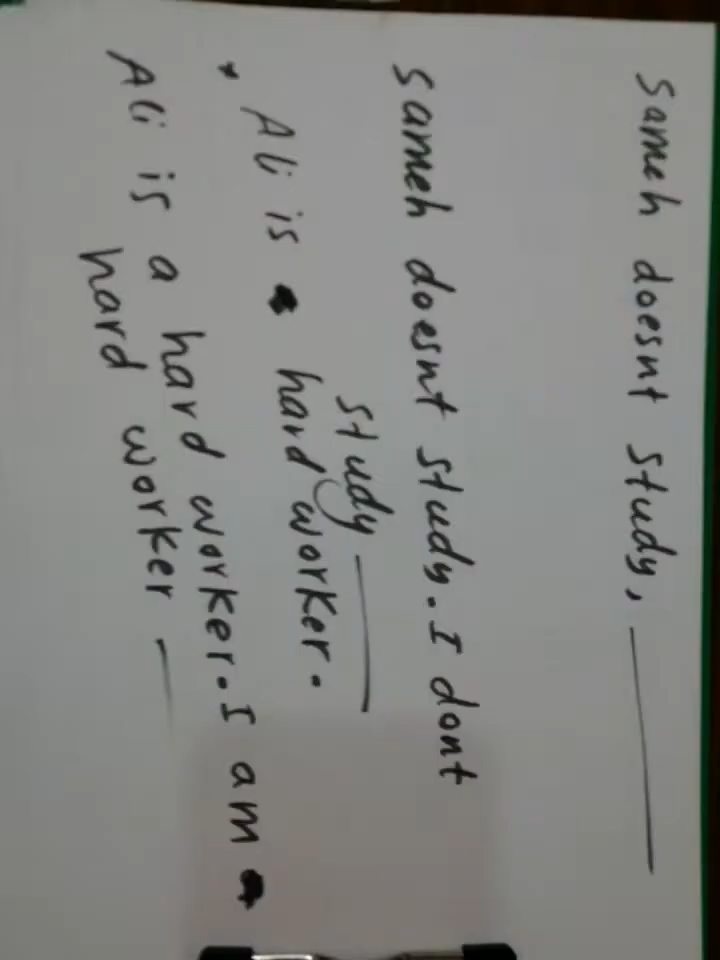 Sameh doesnt study, ______
Sameh doesnt study. I dont
study ______
* Ali is hard worker.
Ali is a hard worker. I am
hard worker __